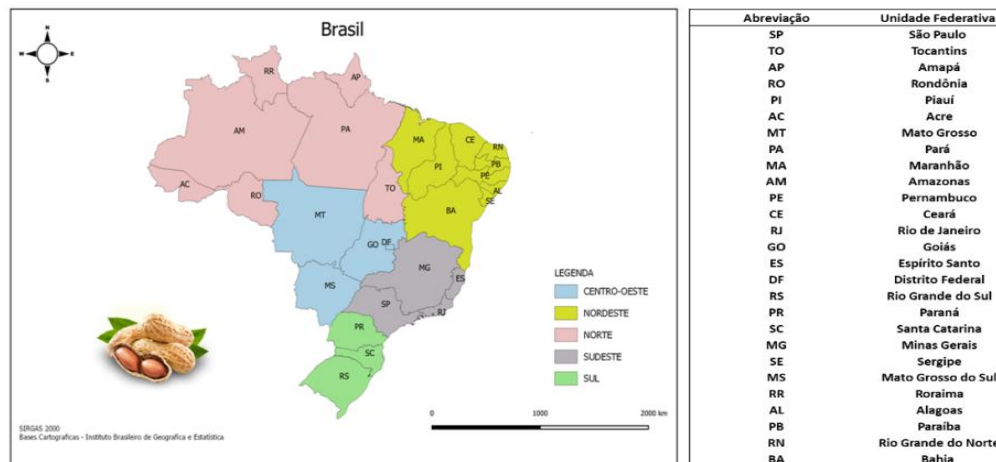 Brasil
N
W
E
S
RR
AP
AM
PA
MA
CE
RN
PB
PI
PE
AL
SE
AC
RO
TO
BA
MT
GO
DF
MG
ES
MS
SP
RJ
PR
SC
RS
LEGENDA
CENTRO-OESTE
NORDESTE
NORTE
SUDESTE
SUL
0 1000 2000 km
SIRGAS 2000
Bases Cartograficas - Instituto Brasileiro de Geografica e Estatística
Abreviação Unidade Federativa
SP São Paulo
TO Tocantins
AP Amapá
RO Rondônia
PI Piauí
AC Acre
MT Mato Grosso
PA Pará
MA Maranhão
AM Amazonas
PE Pernambuco
CE Ceará
RJ Rio de Janeiro
GO Goiás
ES Espírito Santo
DF Distrito Federal
RS Rio Grande do Sul
PR Paraná
SC Santa Catarina
MG Minas Gerais
SE Sergipe
MS Mato Grosso do Sul
RR Roraima
AL Alagoas
PB Paraíba
RN Rio Grande do Norte
BA Bahia